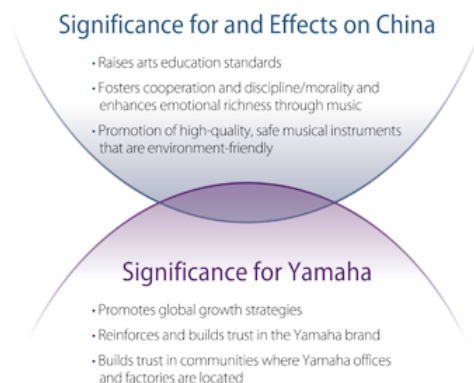 Significance for and Effects on China
• Raises arts education standards
• Fosters cooperation and discipline/morality and
enhances emotional richness through music
• Promotion of high-quality, safe musical instruments
that are environment-friendly
Significance for Yamaha
• Promotes global growth strategies
• Reinforces and builds trust in the Yamaha brand
• Builds trust in communities where Yamaha offices
and factories are located